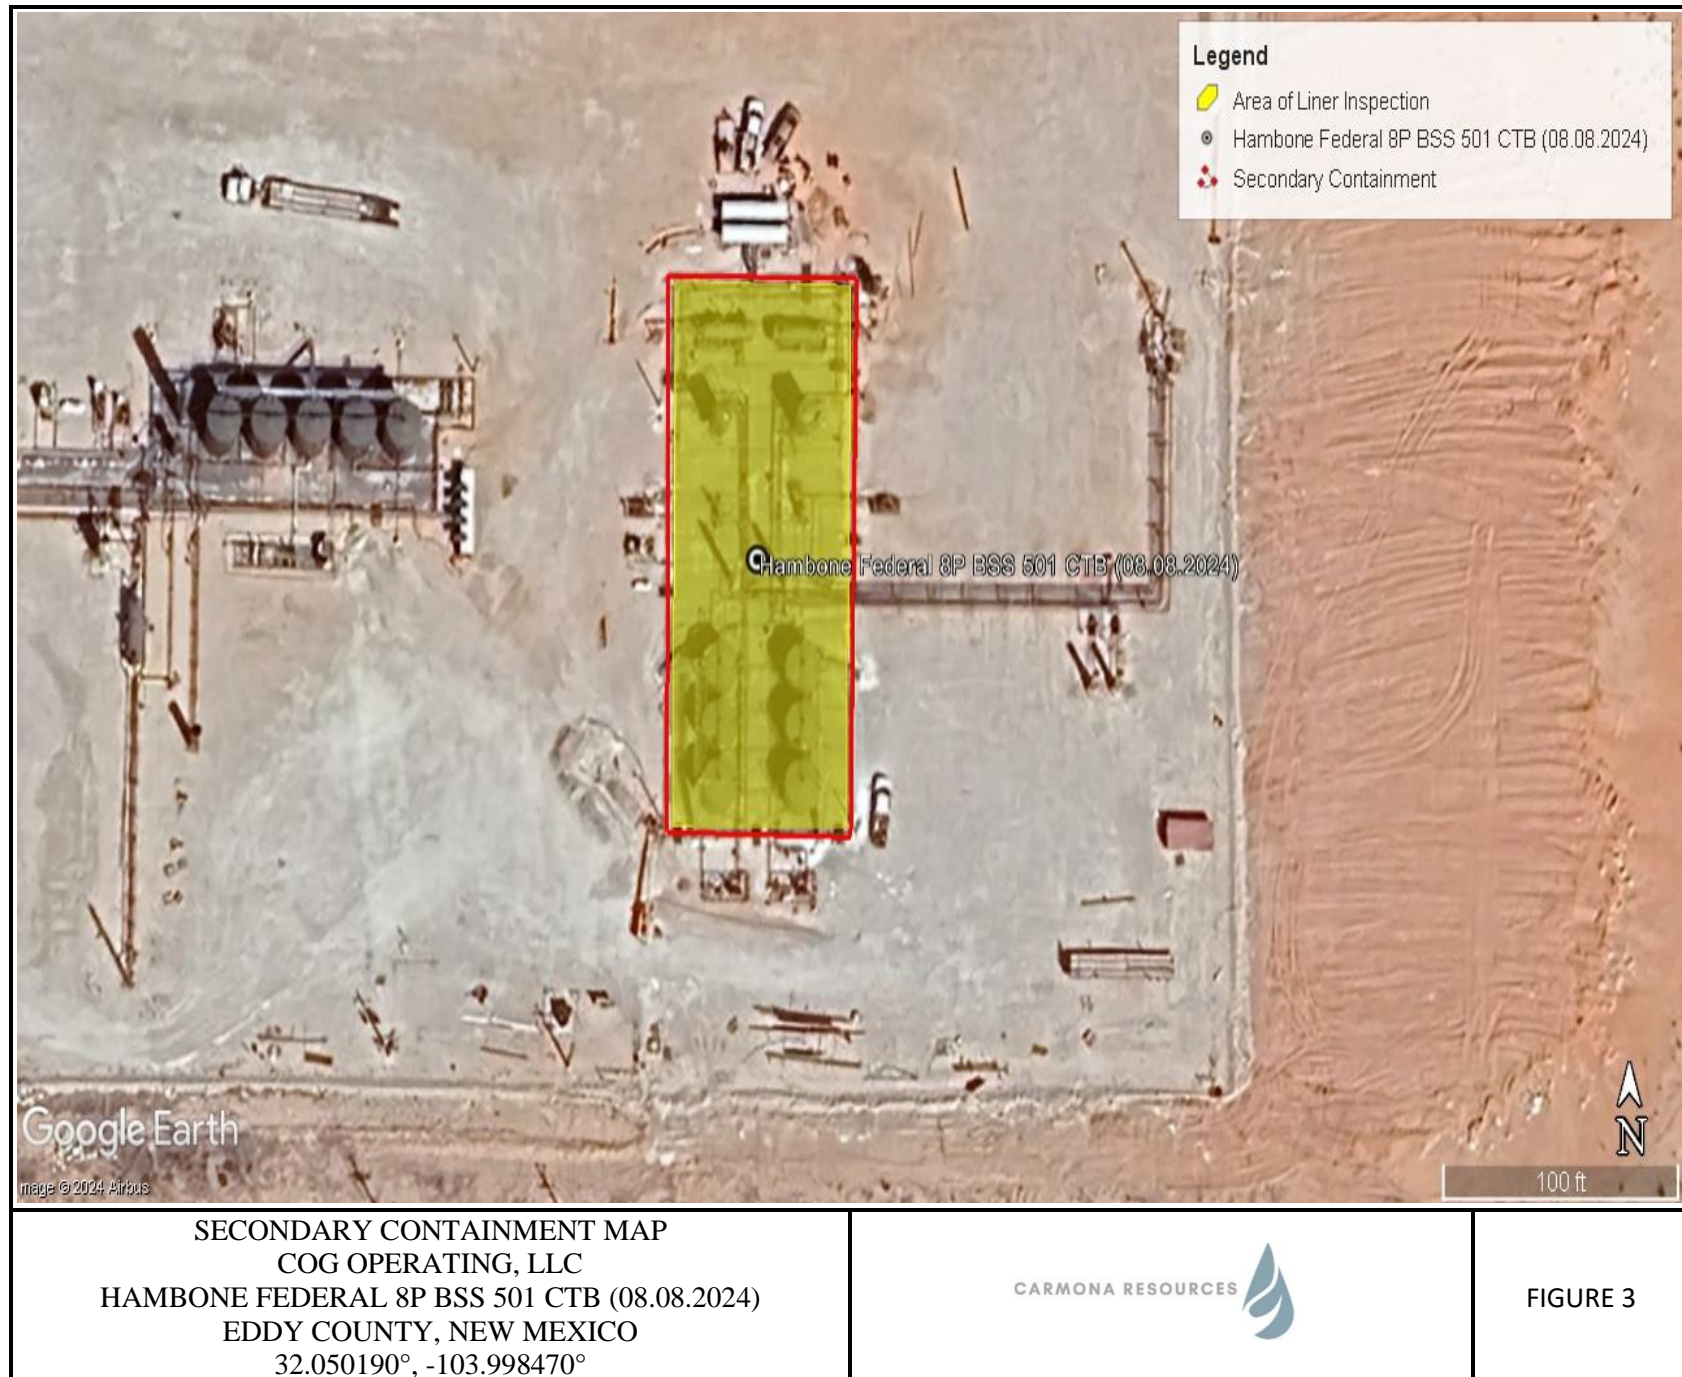 Legend
Area of Liner Inspection
Hambone Federal 8P BSS 501 CTB (08.08.2024)
Secondary Containment
Hambone Federal 8P BSS 501 CTB (08.08.2024)
Google Earth
N
mage © 2024 Airbus
100 ft
SECONDARY CONTAINMENT MAP
COG OPERATING, LLC
HAMBONE FEDERAL 8P BSS 501 CTB (08.08.2024)
EDDY COUNTY, NEW MEXICO
32.050190°, -103.998470°
CARMONA RESOURCES
FIGURE 3